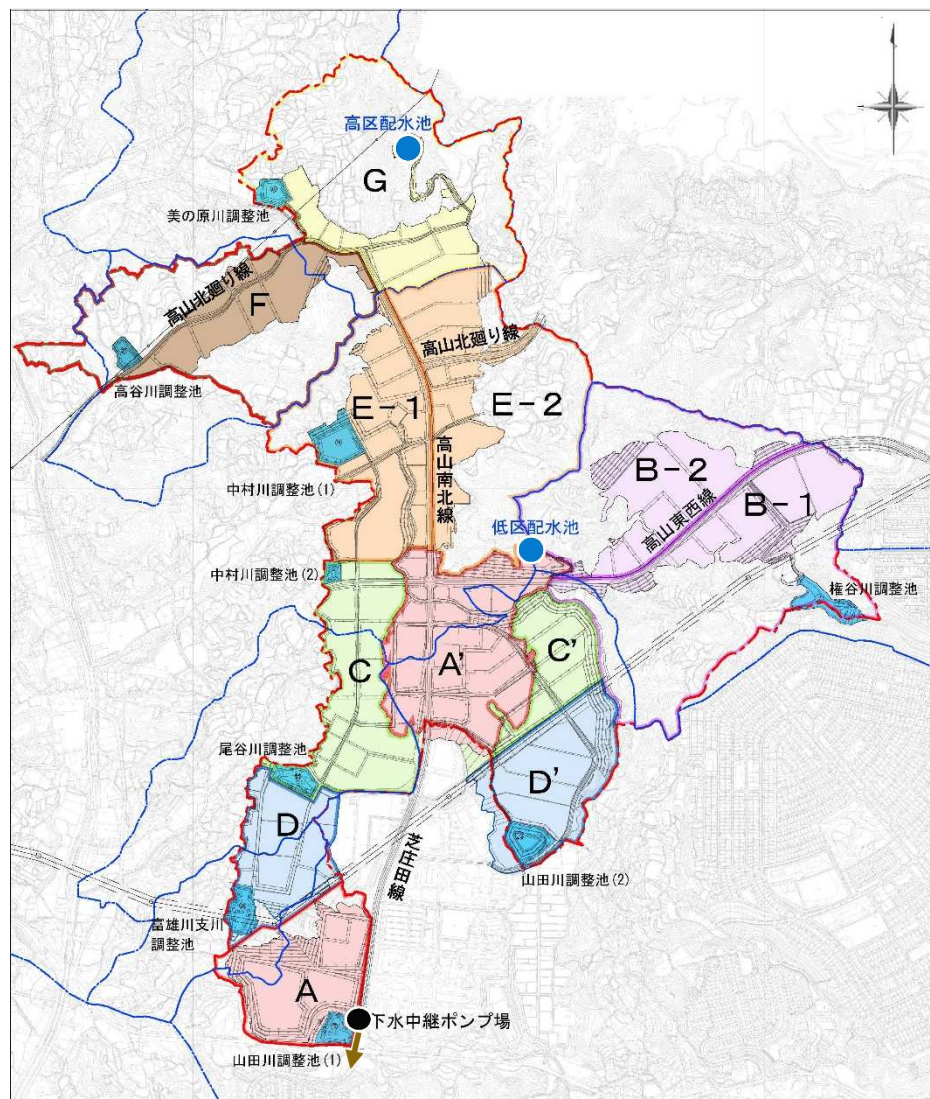 高区配水池
G
美の原川調整池
高山北廻り線
F
高山北廻り線
高谷川調整池
E-1
E-2
高山南北線
B-2
B-1
中村川調整池(1)
高山東西線
低区配水池
中村川調整池(2)
権谷川調整池
C
A'
C'
尾谷川調整池
D'
D
芝庄田線
山田川調整池(2)
富雄川支川
調整池
A
下水中継ポンプ場
山田川調整池(1)